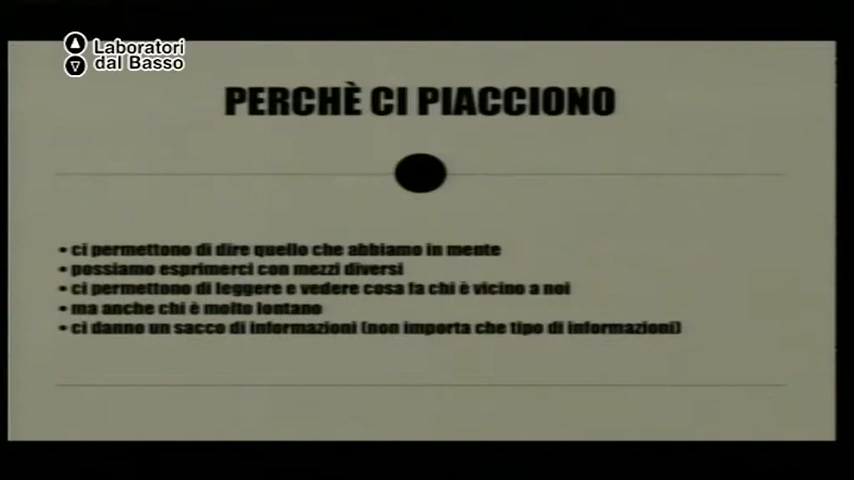 Laboratori
dal Basso
PERCHÈ CI PIACCIONO
• ci permettono di dire quello che abbiamo in mente
• possiamo esprimerci con mezzi diversi
• ci permettono di leggere e vedere cosa fa chi è vicino a noi
• ma anche chi è molto lontano
• ci danno un sacco di informazioni (non importa che tipo di informazioni)